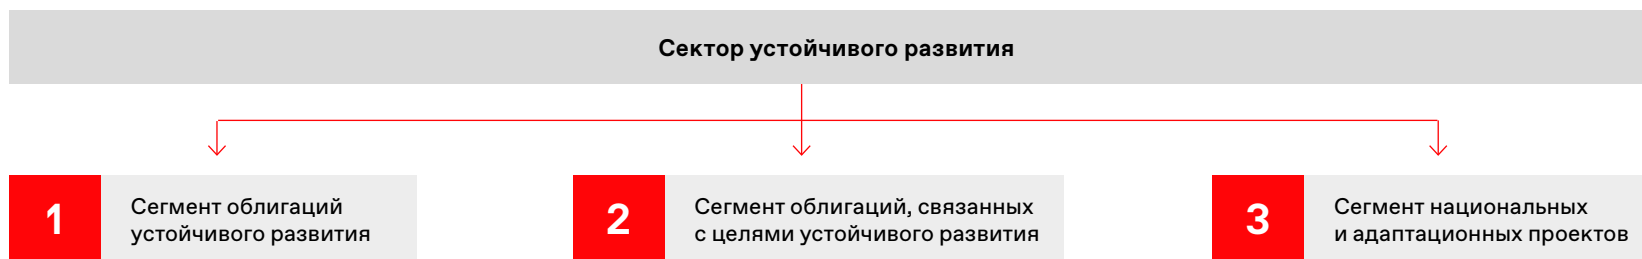 Сектор устойчивого развития
1
Сегмент облигаций
устойчивого развития
2
Сегмент облигаций, связанных
с целями устойчивого развития
3
Сегмент национальных
и адаптационных проектов